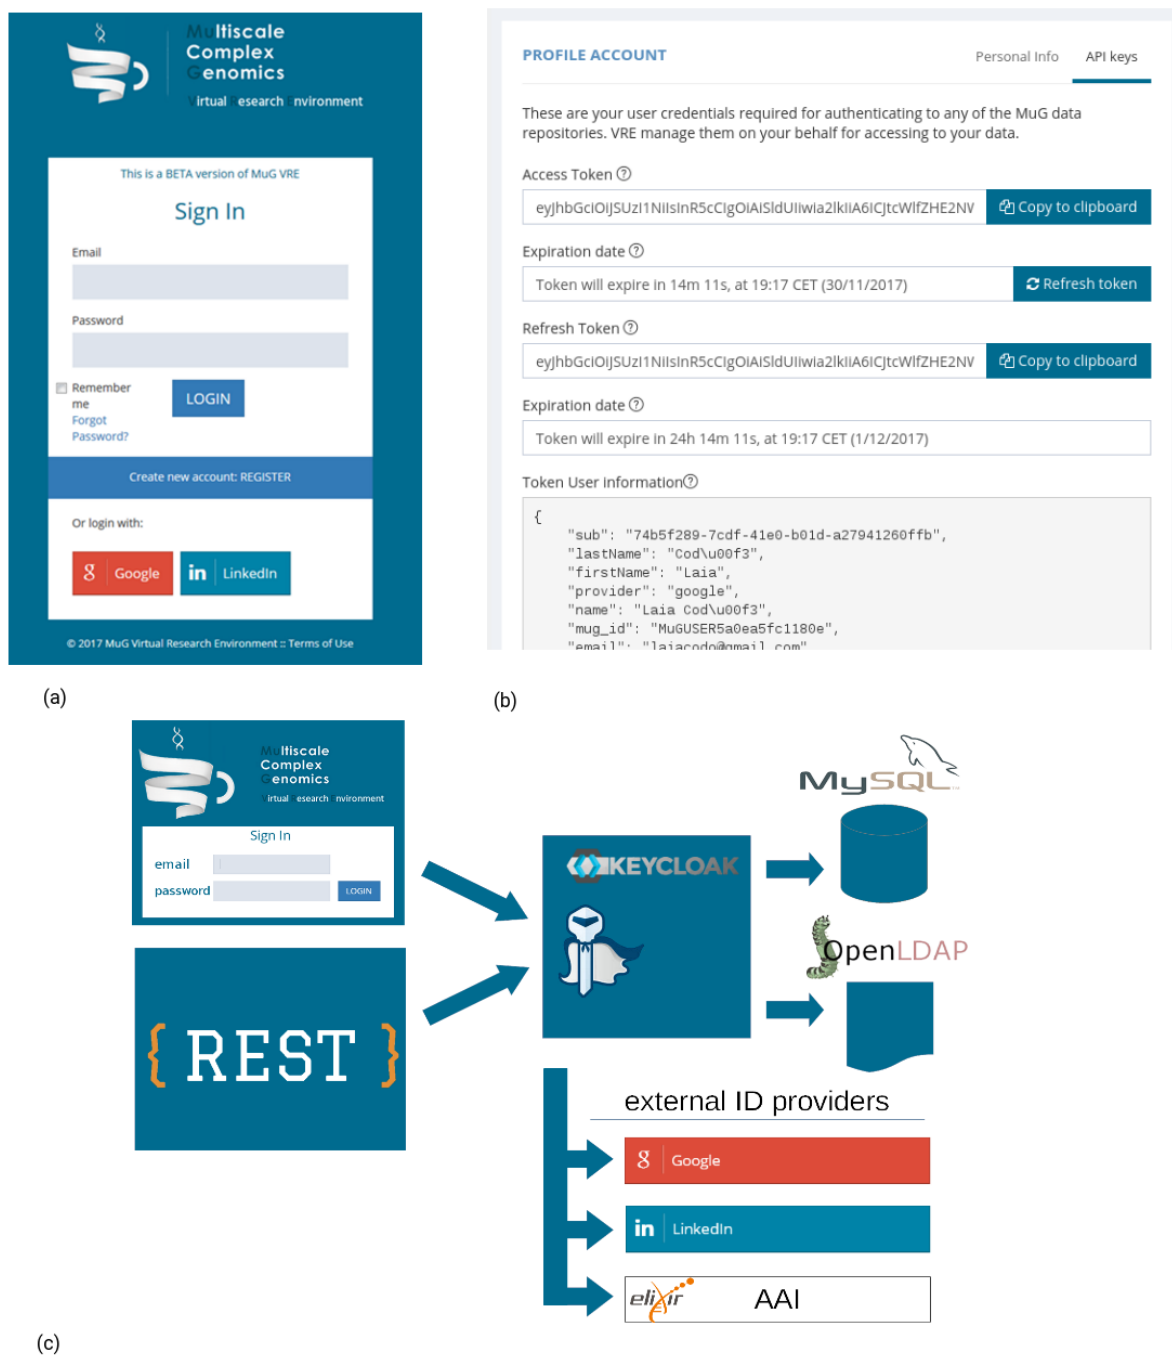 Multiscale
Complex
Genomics
Virtual Research Environment
This is a BETA version of MuG VRE
Sign In
Email
Password
Remember
me
Forgot
Password?
LOGIN
Create new account: REGISTER
Or login with:
Google
in LinkedIn
© 2017 MuG Virtual Research Environment :: Terms of Use
(a)
PROFILE ACCOUNT
Personal Info
API keys
These are your user credentials required for authenticating to any of the MuG data
repositories. VRE manage them on your behalf for accessing to your data.
Access Token
Copy to clipboard
Expiration date
Token will expire in 14m 11s, at 19:17 CET (30/11/2017)
Refresh token
Refresh Token
Copy to clipboard
Expiration date
Token will expire in 24h 14m 11s, at 19:17 CET (1/12/2017)
Token User information
{
"sub": "74b5f289-7cdf-41e0-b01d-a27941260ffb",
"lastName": "Cod\u00f3",
"firstName": "Laia",
"provider": "google",
"name": "Laia Cod\u00f3",
"mug_id": "MuGUSER5a0ea5fc1180e",
"email": "laiacodo@gmail.com"
(b)
Multiscale
Complex
Genomics
Virtual Research Environment
Sign In
email
password
LOGIN
{ REST }
KEYCLOAK
MySQL
OpenLDAP
external ID providers
8 Google
in LinkedIn
elixir AAI
(c)